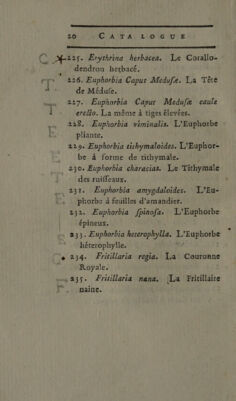 20 CATALOGUE
225. Erythrina herbacea. Le Corallo-
dendron herbacé.
226. Euphorbia Caput Medusæ. La Tête
de Méduse.
227. Euphorbia Caput Medusæ caule
erecto. La même à tiges élevées.
228. Euphorbia viminalis. L'Euphorbe
pliante.
229. Euphorbia tithymaloides. L'Euphor-
be à forme de tithymale.
230. Euphorbia characias. Le Tithymale
des ruisseaux.
231. Euphorbia amygdaloides. L'Eu-
phorbe à feuilles d'amandier.
232. Euphorbia spinosa. L'Euphorbe
épineux.
233. Euphorbia heterophylla. L'Euphorbe
hétérophylle.
234. Fritillaria regia. La Couronne
Royale.
235. Fritillaria nana. La Fritillaire
naine.